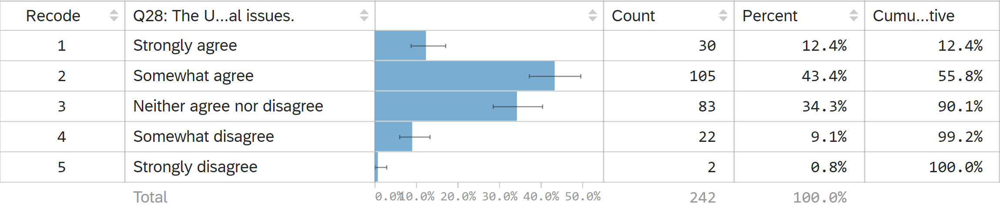 Recode Q28: The U...al issues. Count Percent Cumu...tive
1 Strongly agree 30 12.4% 12.4%
2 Somewhat agree 105 43.4% 55.8%
3 Neither agree nor disagree 83 34.3% 90.1%
4 Somewhat disagree 22 9.1% 99.2%
5 Strongly disagree 2 0.8% 100.0%
Total 0.0% 10.0% 20.0% 30.0% 40.0% 50.0% 242 100.0%